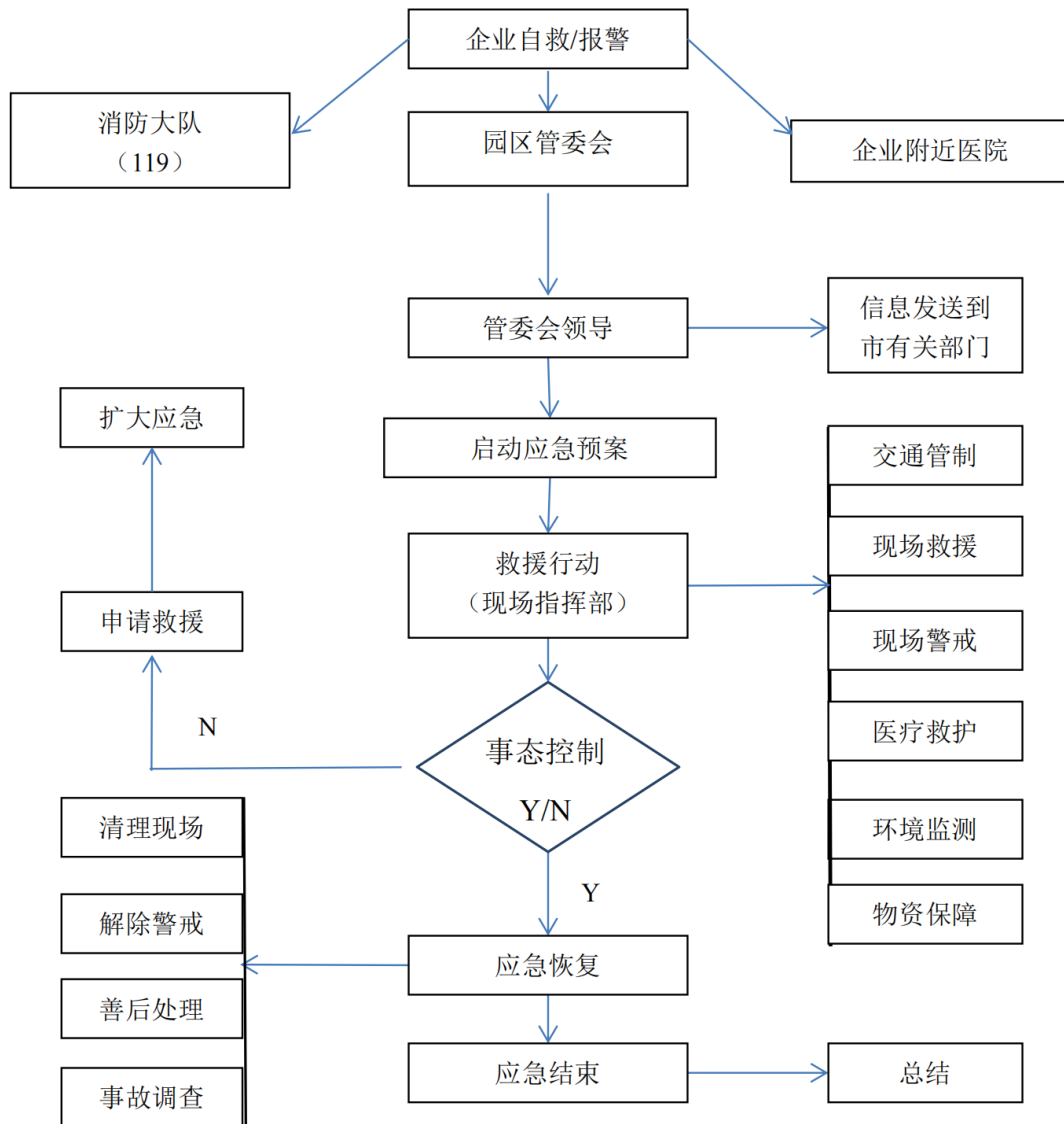 企业自救/报警
消防大队
（119）
园区管委会
企业附近医院
管委会领导
信息发送到
市有关部门
扩大应急
启动应急预案
交通管制
救援行动
（现场指挥部）
现场救援
申请救援
现场警戒
N
医疗救护
事态控制
Y/N
清理现场
环境监测
Y
解除警戒
物资保障
应急恢复
善后处理
应急结束
总结
事故调查